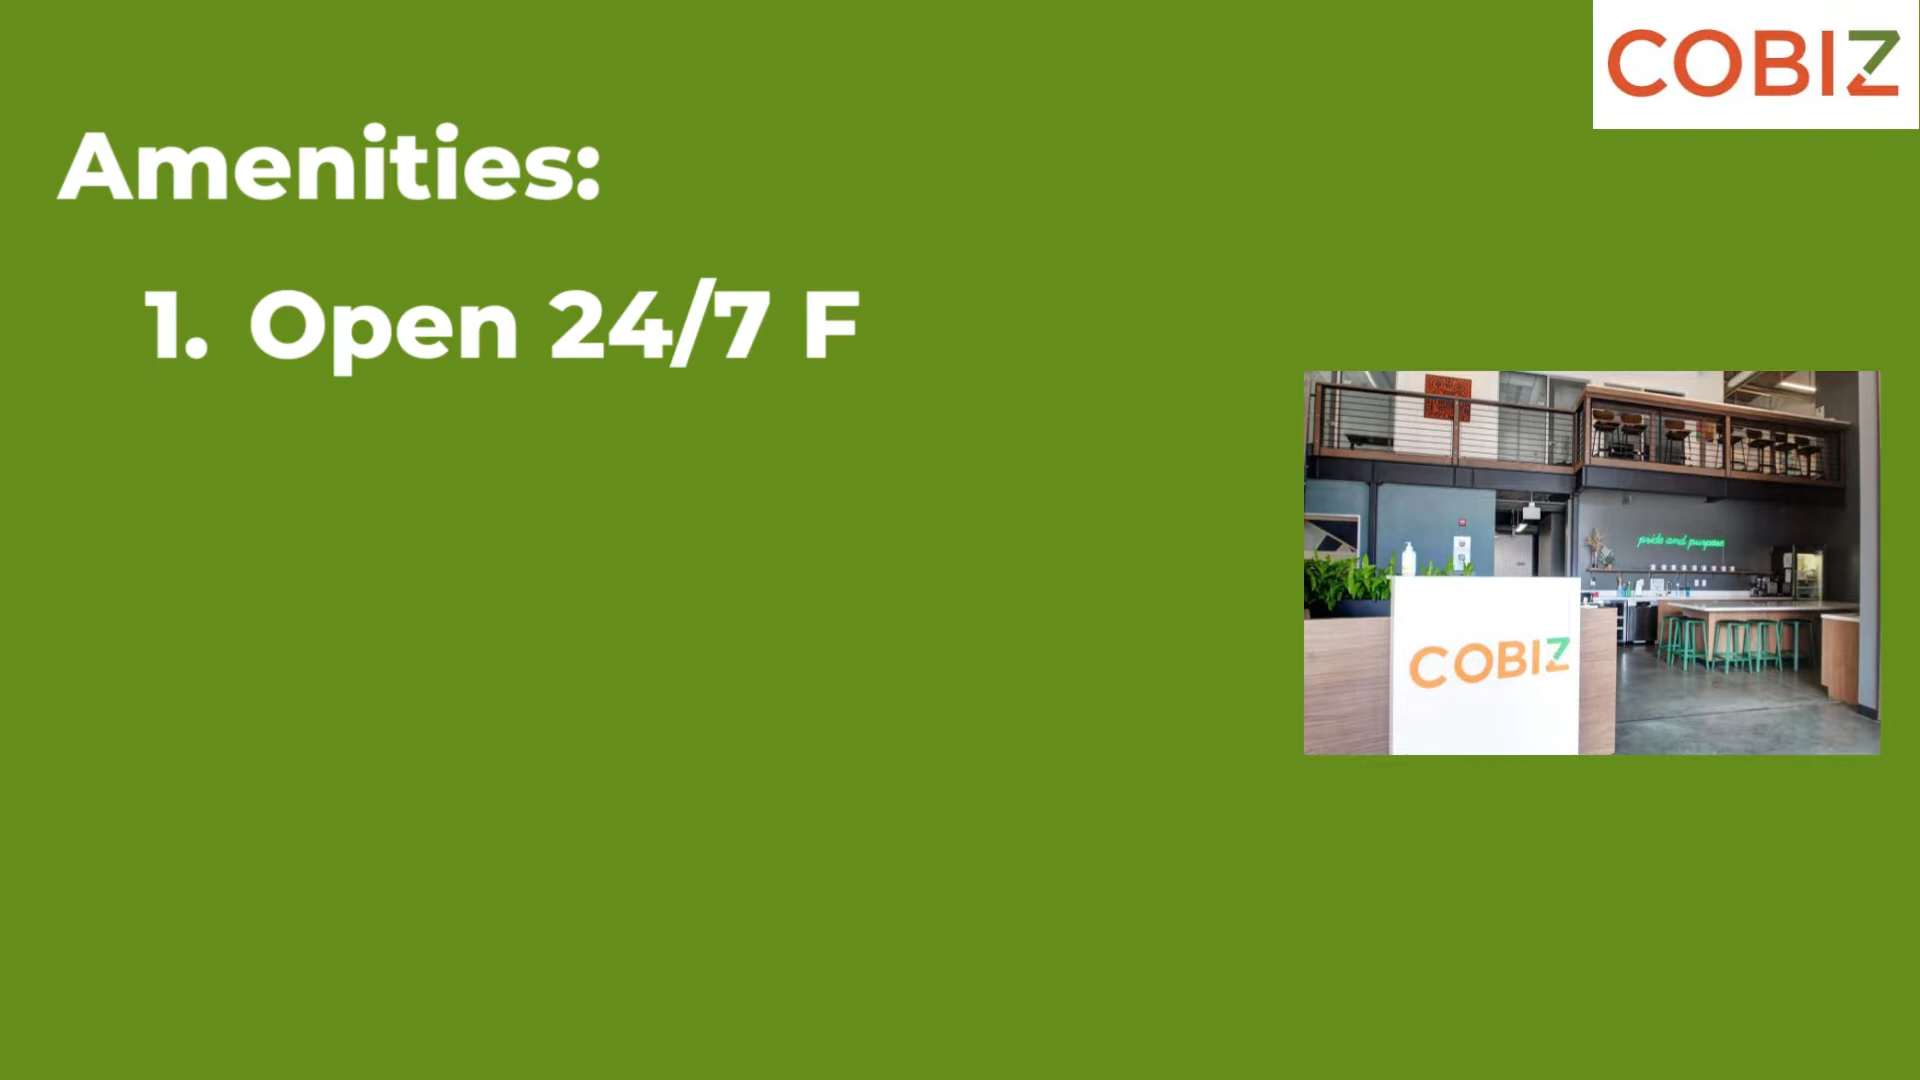 COBIZ
Amenities:
1. Open 24/7 F
pride and purpose
COBIZ